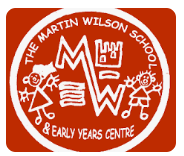 THE MARTIN WILSON SCHOOL
M
W
& EARLY YEARS CENTRE